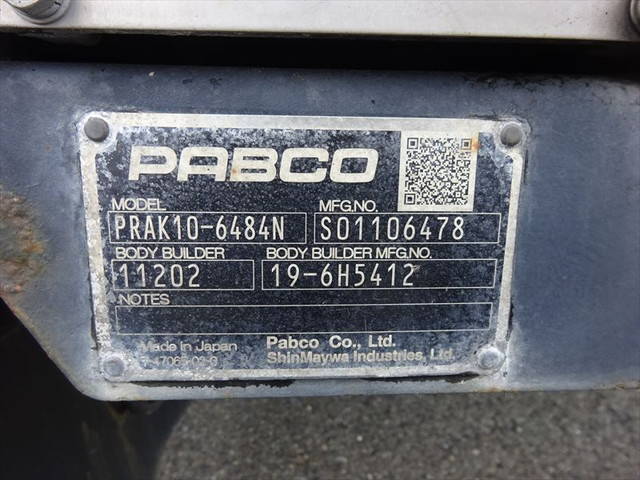 PABCO
MODEL MFG.NO.
PRAK10-6484N S01106478
BODY BUILDER BODY BUILDER MFG.NO.
11202 19-6H5412
NOTES
Made in Japan Pabco Co., Ltd.
ShinMaywa Industries, Ltd.